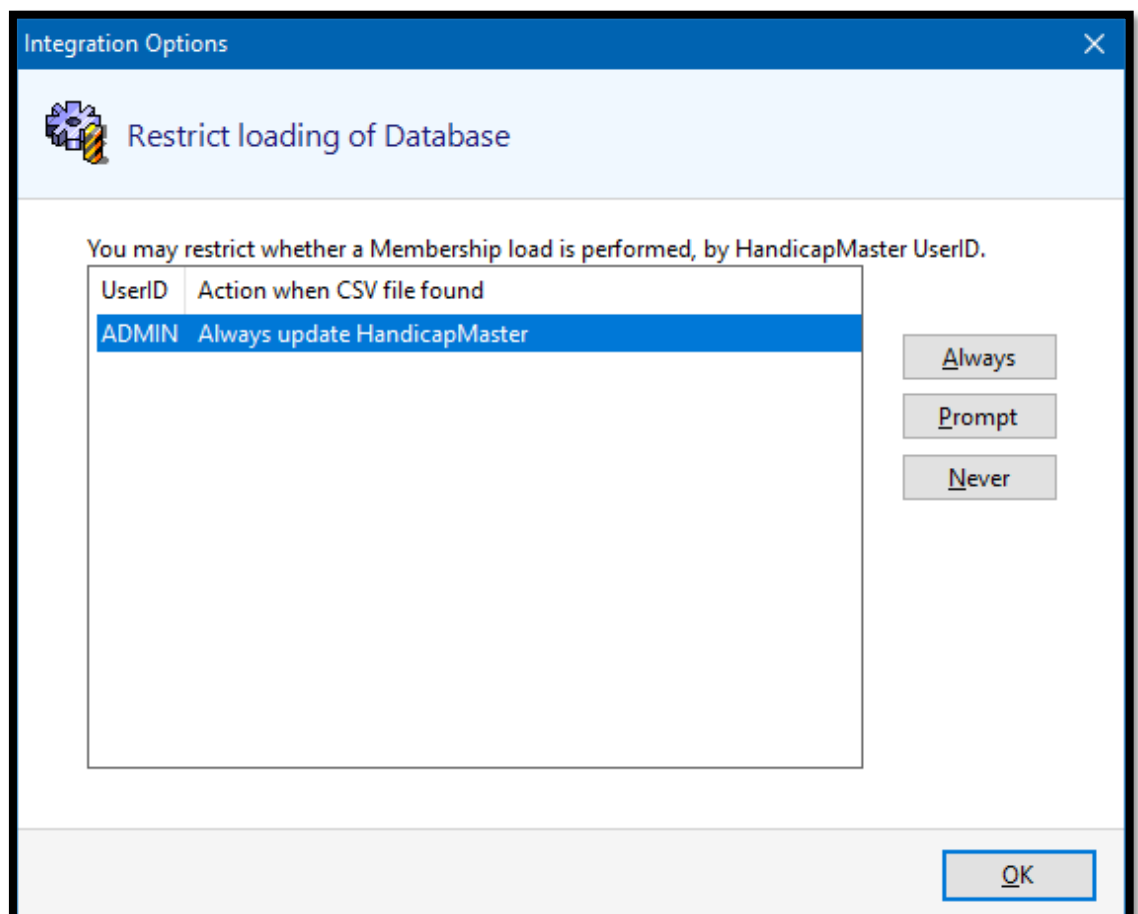 Integration Options
Restrict loading of Database
You may restrict whether a Membership load is performed, by HandicapMaster UserID.
UserID Action when CSV file found
ADMIN Always update HandicapMaster
Always
Prompt
Never
OK